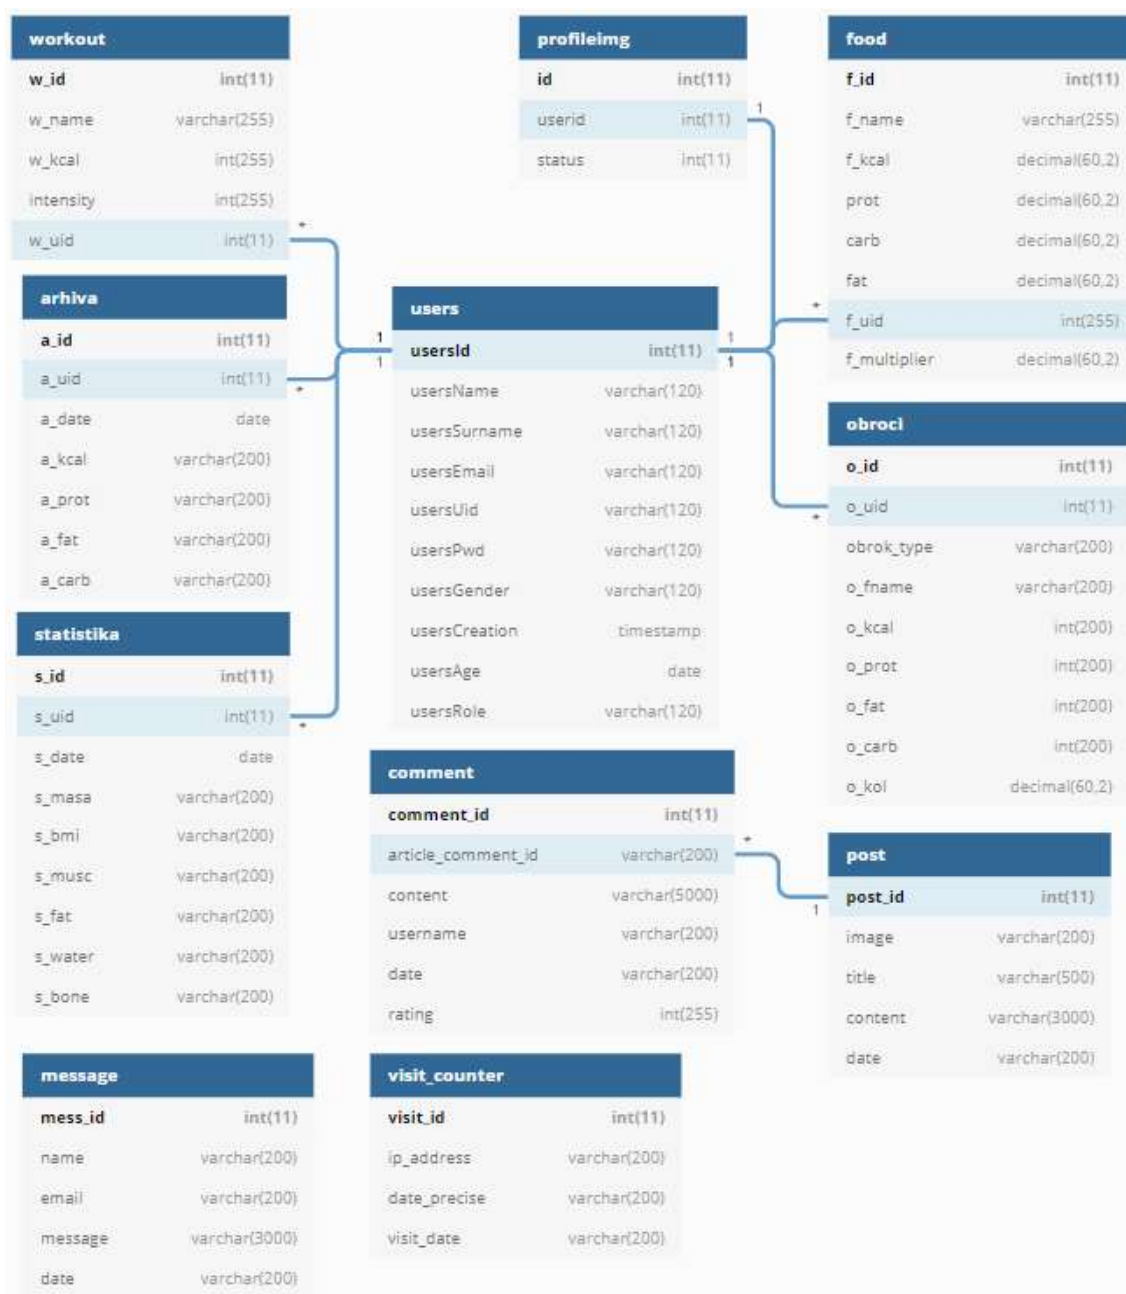 workout
w_id int(11)
w_name varchar(255)
w_kcal int(255)
intensity int(255)
w_uid int(11)
*
profileimg
id int(11)
userid int(11)
1
status int(11)
food
f_id int(11)
f_name varchar(255)
f_kcal decimal(60,2)
prot decimal(60,2)
carb decimal(60,2)
fat decimal(60,2)
*
f_uid int(255)
f_multiplier decimal(60,2)
arhiva
a_id int(11)
a_uid int(11)
*
a_date date
a_kcal varchar(200)
a_prot varchar(200)
a_fat varchar(200)
a_carb varchar(200)
users
1 1
usersId int(11)
1 1
usersName varchar(120)
usersSurname varchar(120)
usersEmail varchar(120)
usersUid varchar(120)
usersPwd varchar(120)
usersGender varchar(120)
usersCreation timestamp
usersAge date
usersRole varchar(120)
obroci
o_id int(11)
o_uid int(11)
*
obrok_type varchar(200)
o_fname varchar(200)
o_kcal int(200)
o_prot int(200)
o_fat int(200)
o_carb int(200)
o_kol decimal(60,2)
statistika
s_id int(11)
s_uid int(11)
*
s_date date
s_masa varchar(200)
s_bmi varchar(200)
s_musc varchar(200)
s_fat varchar(200)
s_water varchar(200)
s_bone varchar(200)
comment
comment_id int(11)
*
article_comment_id varchar(200)
content varchar(5000)
username varchar(200)
date varchar(200)
rating int(255)
post
post_id int(11)
1
image varchar(200)
title varchar(500)
content varchar(3000)
date varchar(200)
message
mess_id int(11)
name varchar(200)
email varchar(200)
message varchar(3000)
date varchar(200)
visit_counter
visit_id int(11)
ip_address varchar(200)
date_precise varchar(200)
visit_date varchar(200)